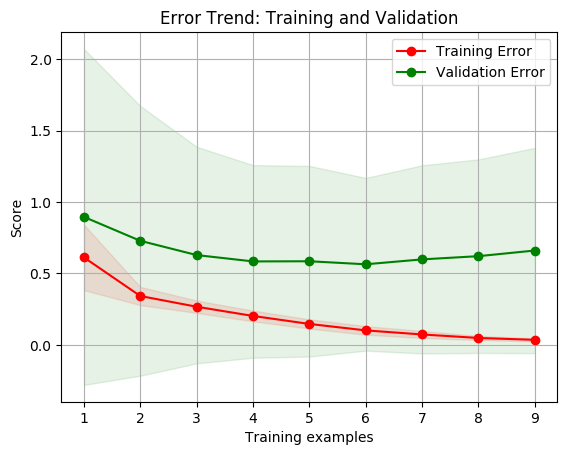 Error Trend: Training and Validation
Training Error
Validation Error
2.0
1.5
1.0
0.5
0.0
Score
1 2 3 4 5 6 7 8 9
Training examples